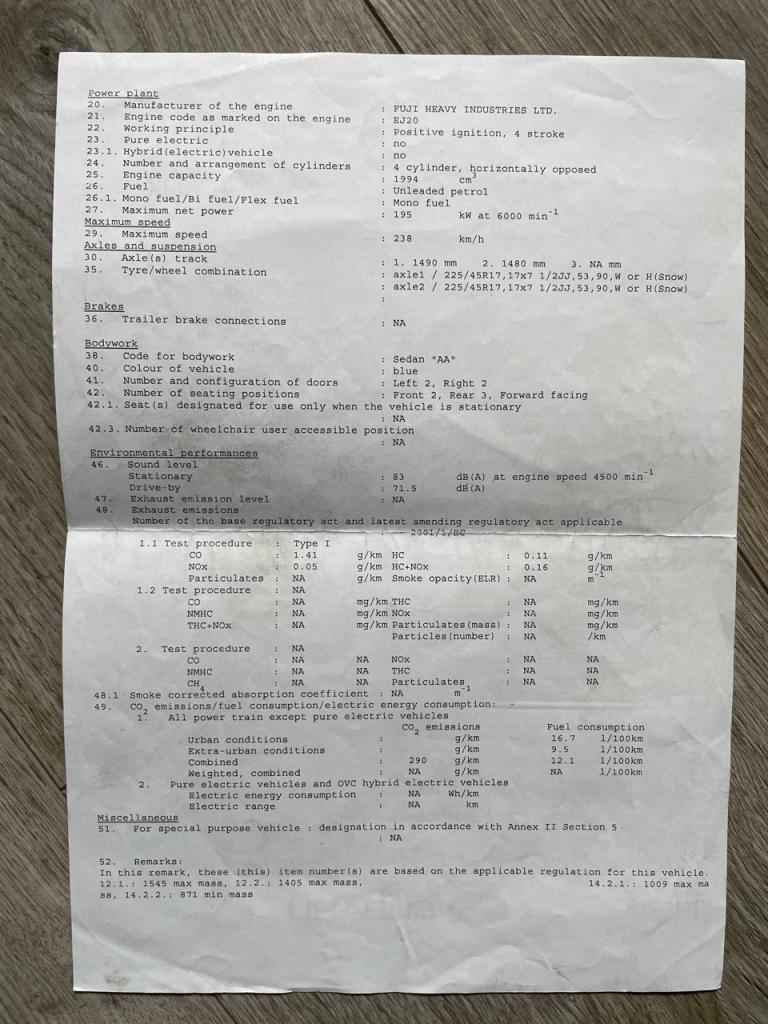 Power plant
20. Manufacturer of the engine : FUJI HEAVY INDUSTRIES LTD.
21. Engine code as marked on the engine : EJ20
22. Working principle : Positive ignition, 4 stroke
23. Pure electric : no
23.1. Hybrid(electric)vehicle : no
24. Number and arrangement of cylinders : 4 cylinder, horizontally opposed
25. Engine capacity : 1994 cm³
26. Fuel : Unleaded petrol
26.1. Mono fuel/Bi fuel/Flex fuel : Mono fuel
27. Maximum net power : 195 kW at 6000 min⁻¹
Maximum speed
29. Maximum speed : 238 km/h
Axles and suspension
30. Axle(s) track : 1. 1490 mm 2. 1480 mm 3. NA mm
35. Tyre/wheel combination : axle1 / 225/45R17,17x7 1/2JJ,53,90,W or H(Snow)
: axle2 / 225/45R17,17x7 1/2JJ,53,90,W or H(Snow)
:
Brakes
36. Trailer brake connections : NA
Bodywork
38. Code for bodywork : Sedan "AA"
40. Colour of vehicle : blue
41. Number and configuration of doors : Left 2, Right 2
42. Number of seating positions : Front 2, Rear 3, Forward facing
42.1. Seat(s) designated for use only when the vehicle is stationary
: NA
42.3. Number of wheelchair user accessible position
: NA
Environmental performances
46. Sound level
Stationary : 83 dB(A) at engine speed 4500 min⁻¹
Drive-by : 71.5 dB(A)
47. Exhaust emission level : NA
48. Exhaust emissions
Number of the base regulatory act and latest amending regulatory act applicable
: -- 2001/1/EC
1.1 Test procedure : Type I
CO : 1.41 g/km HC : 0.11 g/km
NOx : 0.05 g/km HC+NOx : 0.16 g/km
Particulates : NA g/km Smoke opacity(ELR) : NA m⁻¹
1.2 Test procedure : NA
CO : NA mg/km THC : NA mg/km
NMHC : NA mg/km NOx : NA mg/km
THC+NOx : NA mg/km Particulates(mass) : NA mg/km
Particles(number) : NA /km
2. Test procedure : NA
CO : NA NA NOx : NA NA
NMHC : NA NA THC : NA NA
CH₄ : NA NA Particulates : NA NA
48.1 Smoke corrected absorption coefficient : NA m⁻¹
49. CO₂ emissions/fuel consumption/electric energy consumption: -
1. All power train except pure electric vehicles
CO₂ emissions Fuel consumption
Urban conditions : g/km 16.7 l/100km
Extra-urban conditions : g/km 9.5 l/100km
Combined : 290 g/km 12.1 l/100km
Weighted, combined : NA g/km NA l/100km
2. Pure electric vehicles and OVC hybrid electric vehicles
Electric energy consumption : NA Wh/km
Electric range : NA km
Miscellaneous
51. For special purpose vehicle : designation in accordance with Annex II Section 5
: NA
52. Remarks:
In this remark, these (this) item number(s) are based on the applicable regulation for this vehicle.
12.1.: 1545 max mass, 12.2.: 1405 max mass, 14.2.1.: 1009 max ma
ss, 14.2.2.: 871 min mass